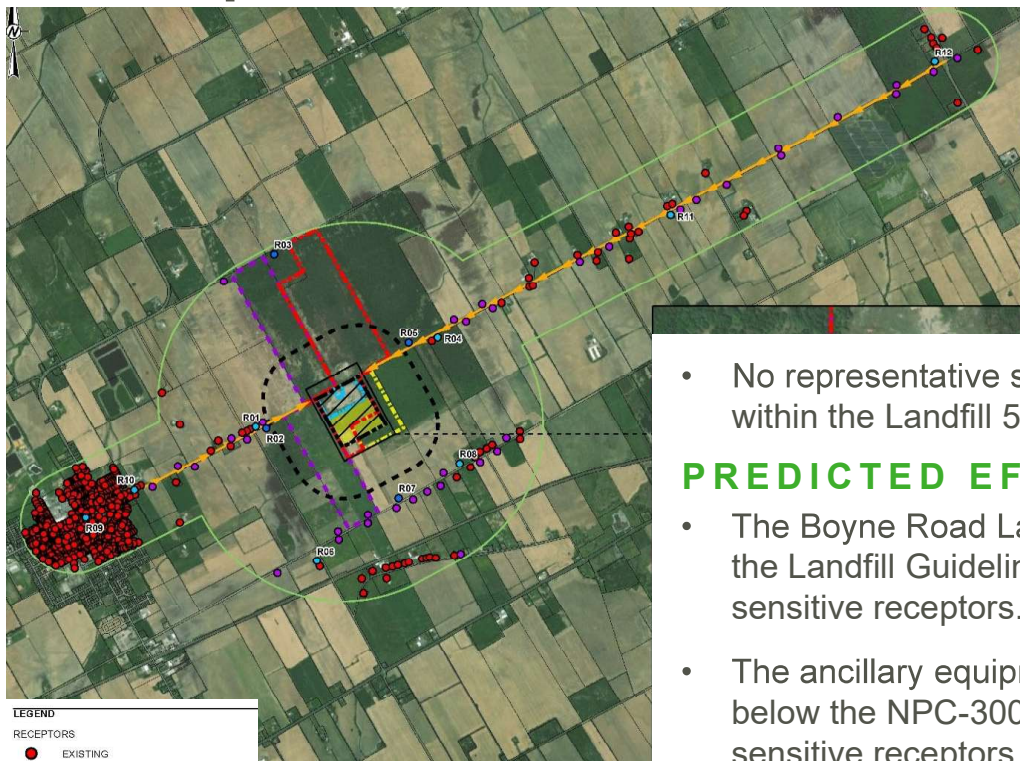 N
R12
R11
R03
R05
R04
R01
R02
R10
R08
R07
R09
R06
LEGEND
RECEPTORS
EXISTING
• No representative s
within the Landfill 5
PREDICTED EF
• The Boyne Road La
the Landfill Guidelin
sensitive receptors.
• The ancillary equipm
below the NPC-300
sensitive receptors